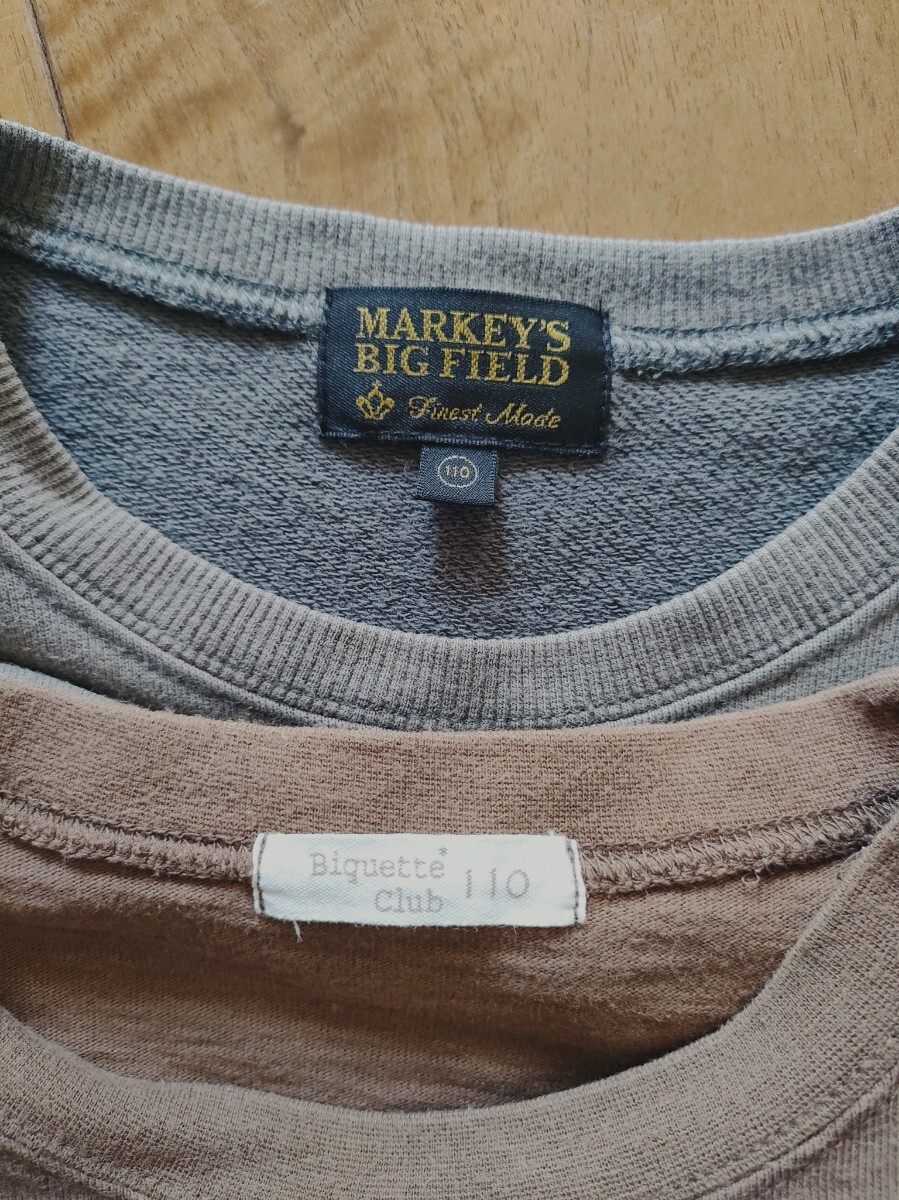 MARKEY'S
BIG FIELD
Finest Made
110
Biquette*
Club 110